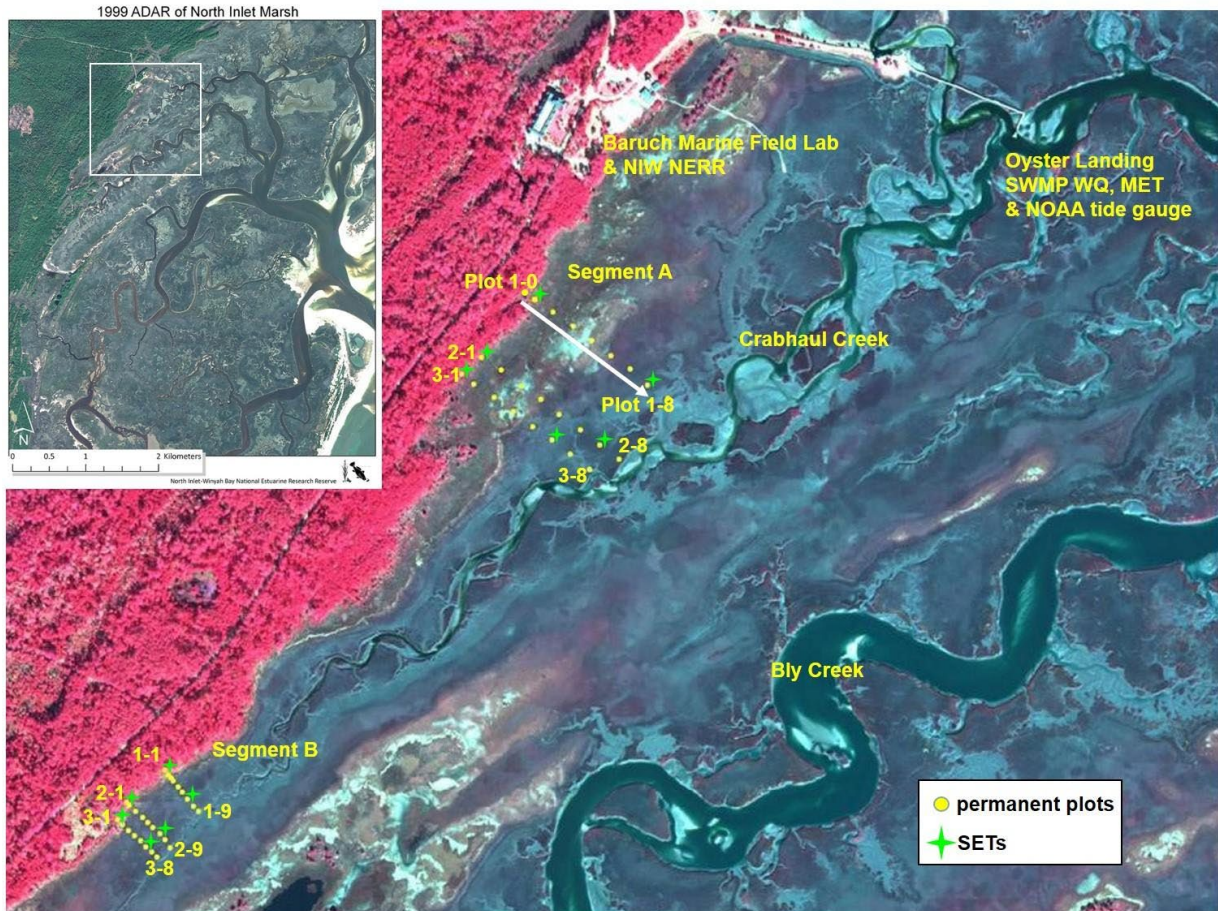 1999 ADAR of North Inlet Marsh
N
0 0.5 1 2 Kilometers
North Inlet-Winyah Bay National Estuarine Research Reserve
Baruch Marine Field Lab
& NIW NERR
Oyster Landing
SWMP WQ, MET
& NOAA tide gauge
Segment A
Plot 1-0
2-1
3-1
Crabhaul Creek
Plot 1-8
2-8
3-8
Bly Creek
Segment B
1-1
2-1
3-1
1-9
2-9
3-8
permanent plots
SETs